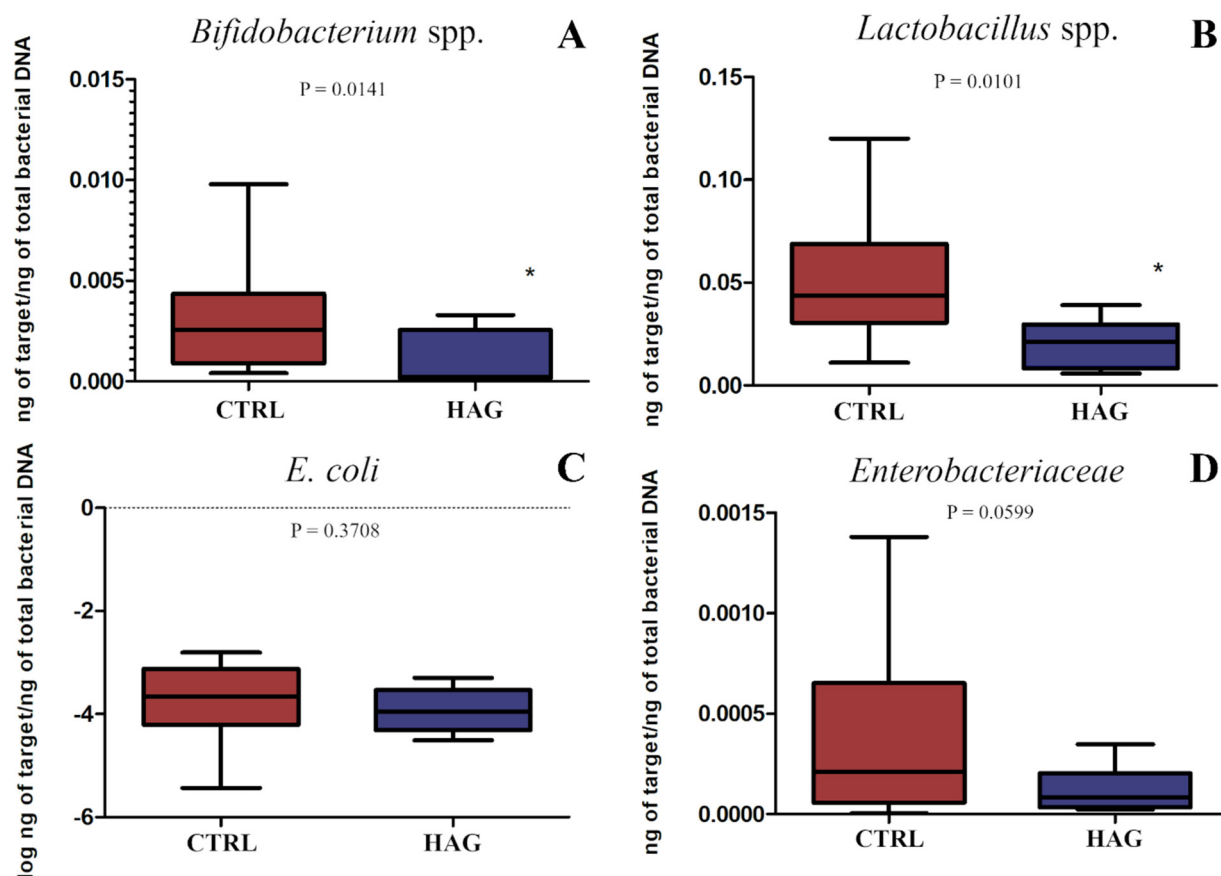 Bifidobacterium spp.
A
ng of target/ng of total bacterial DNA
P = 0.0141
0.015
0.010
0.005
0.000
*
CTRL
HAG
Lactobacillus spp.
B
ng of target/ng of total bacterial DNA
P = 0.0101
0.15
0.10
0.05
0.00
*
CTRL
HAG
E. coli
C
log ng of target/ng of total bacterial DNA
P = 0.3708
0
-2
-4
-6
CTRL
HAG
Enterobacteriaceae
D
ng of target/ng of total bacterial DNA
P = 0.0599
0.0015
0.0010
0.0005
0.0000
CTRL
HAG